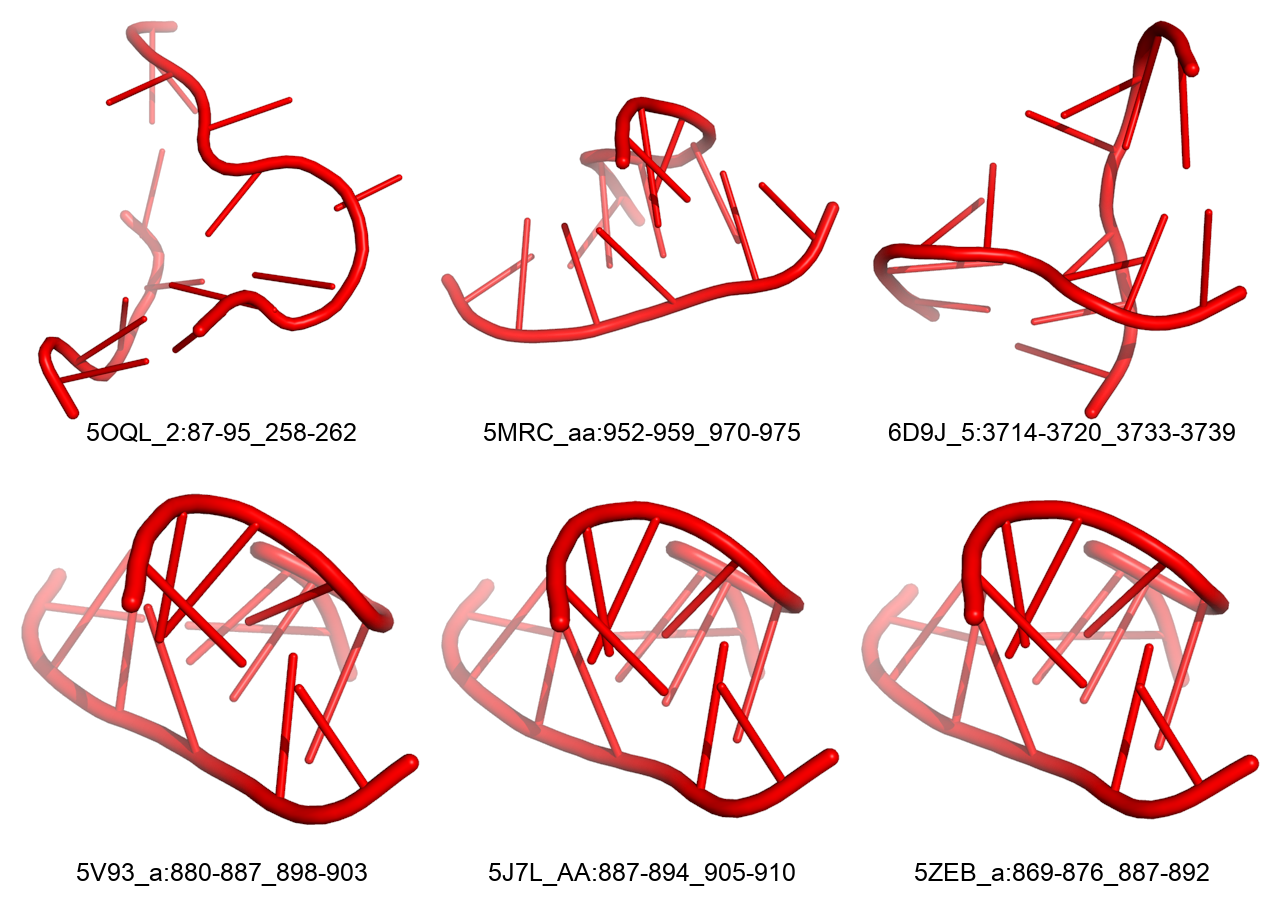 5OQL_2:87-95_258-262
5MRC_aa:952-959_970-975
6D9J_5:3714-3720_3733-3739
5V93_a:880-887_898-903
5J7L_AA:887-894_905-910
5ZEB_a:869-876_887-892